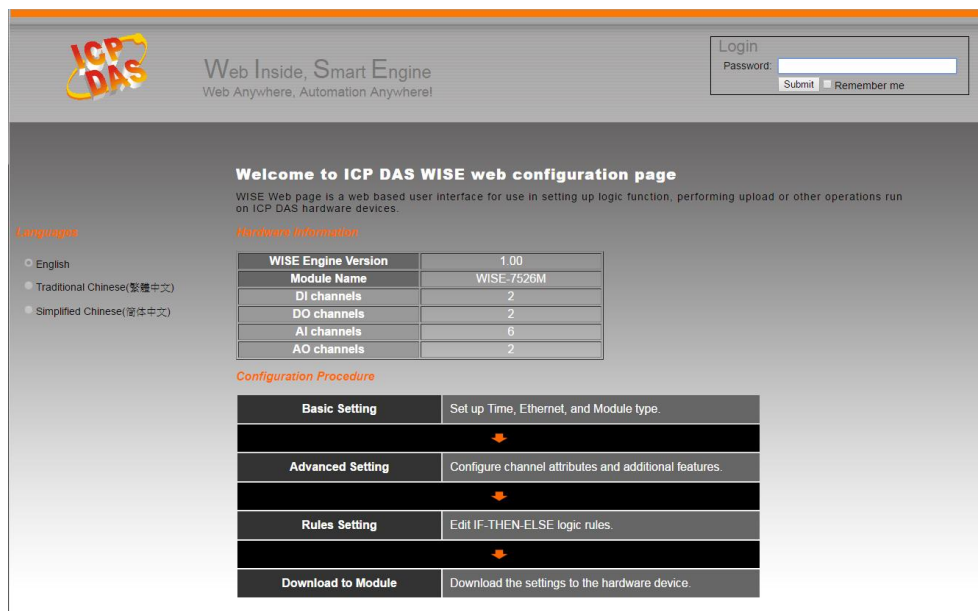 ICP
DAS
Web Inside, Smart Engine
Web Anywhere, Automation Anywhere!
Login
Password:
Submit Remember me
Welcome to ICP DAS WISE web configuration page
WISE Web page is a web based user interface for use in setting up logic function, performing upload or other operations run
on ICP DAS hardware devices.
Languages
English
Traditional Chinese(繁體中文)
Simplified Chinese(简体中文)
Hardware Information
WISE Engine Version 1.00
Module Name WISE-7526M
DI channels 2
DO channels 2
AI channels 6
AO channels 2
Configuration Procedure
Basic Setting Set up Time, Ethernet, and Module type.
Advanced Setting Configure channel attributes and additional features.
Rules Setting Edit IF-THEN-ELSE logic rules.
Download to Module Download the settings to the hardware device.